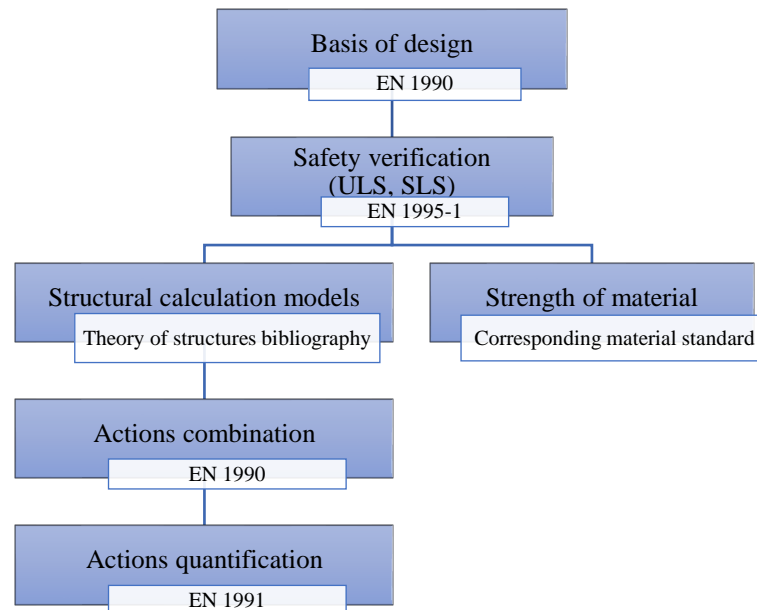 Basis of design
EN 1990
Safety verification
(ULS, SLS)
EN 1995-1
Structural calculation models
Theory of structures bibliography
Strength of material
Corresponding material standard
Actions combination
EN 1990
Actions quantification
EN 1991